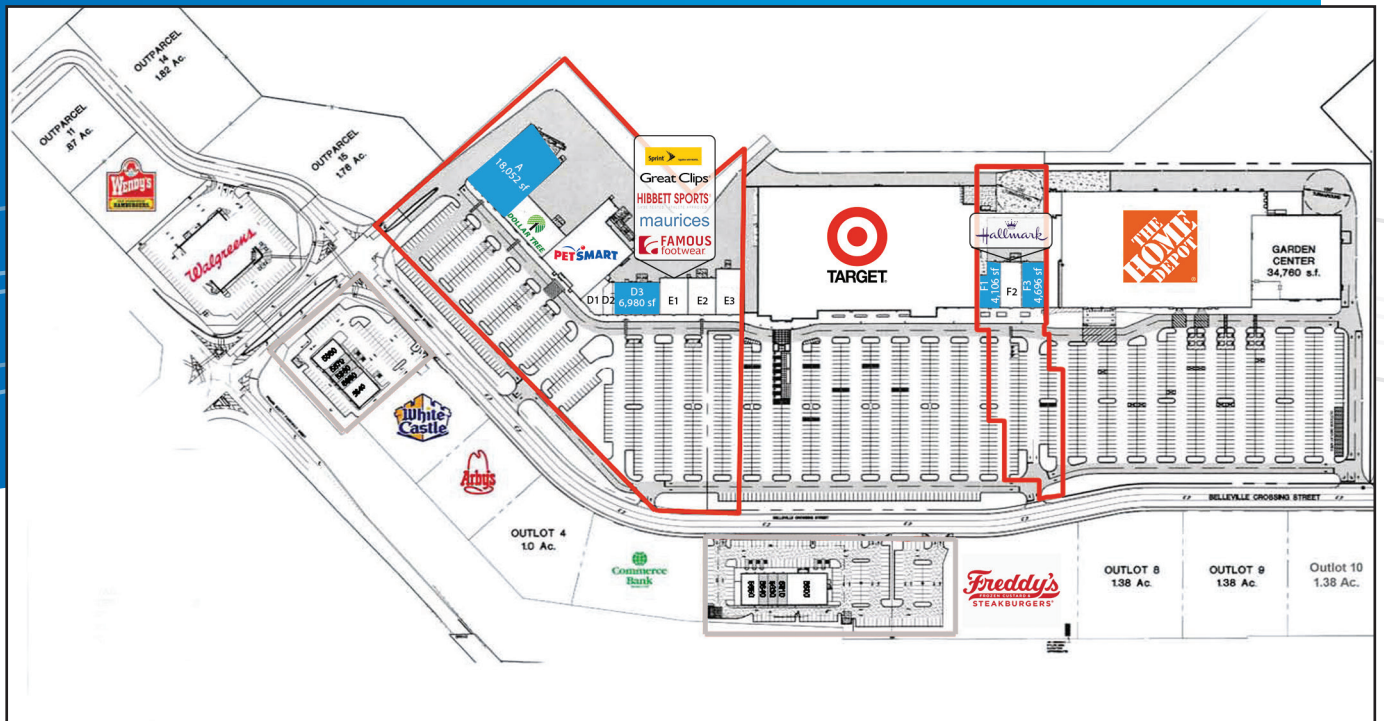 OUTPARCEL
14
1.82 Ac.
OUTPARCEL
11
.87 Ac.
OUTPARCEL
15
1.76 Ac.
WENDY'S
HAMBURGERS
Walgreens
A
18,052 sf
DOLLAR TREE
PETSMART
Sprint
Great Clips
HIBBETT SPORTS
maurices
FAMOUS
footwear
D1
D2
D3
6,980 sf
E1
E2
E3
TARGET
Hallmark
F1
4,106 sf
F2
F3
4,696 sf
THE
HOME
DEPOT
GARDEN
CENTER
34,760 s.f.
White
Castle
Arby's
OUTLOT 4
1.0 Ac.
Commerce
Bank
BELLEVILLE CROSSING STREET
BELLEVILLE CROSSING STREET
Freddy's
FROZEN CUSTARD &
STEAKBURGERS
OUTLOT 8
1.38 Ac.
OUTLOT 9
1.38 Ac.
Outlot 10
1.38 Ac.